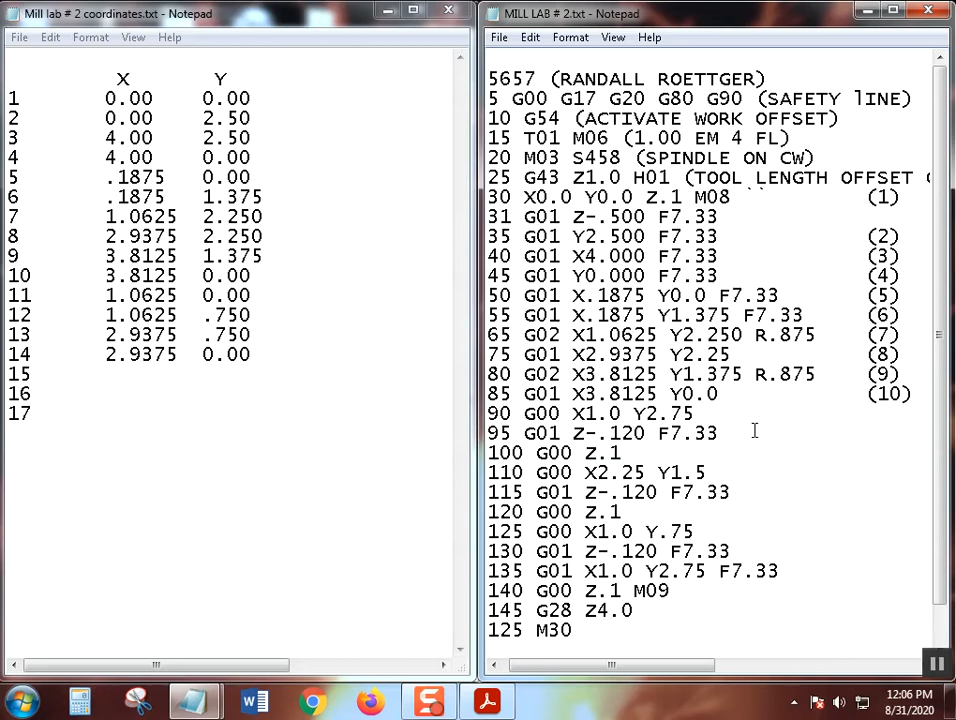 Mill lab # 2 coordinates.txt - Notepad
File Edit Format View Help
X Y
1 0.00 0.00
2 0.00 2.50
3 4.00 2.50
4 4.00 0.00
5 .1875 0.00
6 .1875 1.375
7 1.0625 2.250
8 2.9375 2.250
9 3.8125 1.375
10 3.8125 0.00
11 1.0625 0.00
12 1.0625 .750
13 2.9375 .750
14 2.9375 0.00
15
16
17
MILL LAB # 2.txt - Notepad
File Edit Format View Help
5657 (RANDALL ROETTGER)
5 G00 G17 G20 G80 G90 (SAFETY lINE)
10 G54 (ACTIVATE WORK OFFSET)
15 T01 M06 (1.00 EM 4 FL)
20 M03 S458 (SPINDLE ON CW)
25 G43 Z1.0 H01 (TOOL LENGTH OFFSET
30 X0.0 Y0.0 Z.1 M08 `` (1)
31 G01 Z-.500 F7.33
35 G01 Y2.500 F7.33 (2)
40 G01 X4.000 F7.33 (3)
45 G01 Y0.000 F7.33 (4)
50 G01 X.1875 Y0.0 F7.33 (5)
55 G01 X.1875 Y1.375 F7.33 (6)
65 G02 X1.0625 Y2.250 R.875 (7)
75 G01 X2.9375 Y2.25 (8)
80 G02 X3.8125 Y1.375 R.875 (9)
85 G01 X3.8125 Y0.0 (10)
90 G00 X1.0 Y2.75
95 G01 Z-.120 F7.33
100 G00 Z.1
110 G00 X2.25 Y1.5
115 G01 Z-.120 F7.33
120 G00 Z.1
125 G00 X1.0 Y.75
130 G01 Z-.120 F7.33
135 G01 X1.0 Y2.75 F7.33
140 G00 Z.1 M09
145 G28 Z4.0
125 M30
12:06 PM
8/31/2020